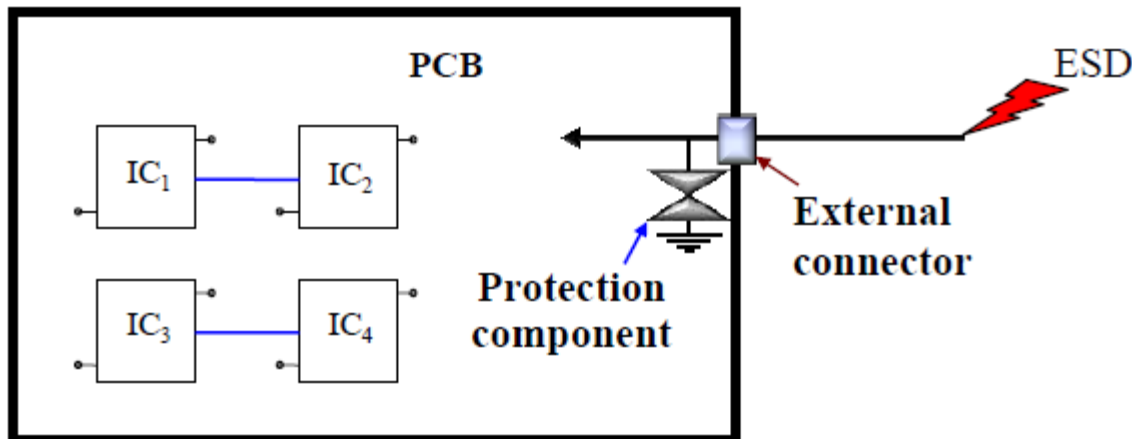 PCB
ESD
IC₁
IC₂
External
connector
Protection
component
IC₃
IC₄